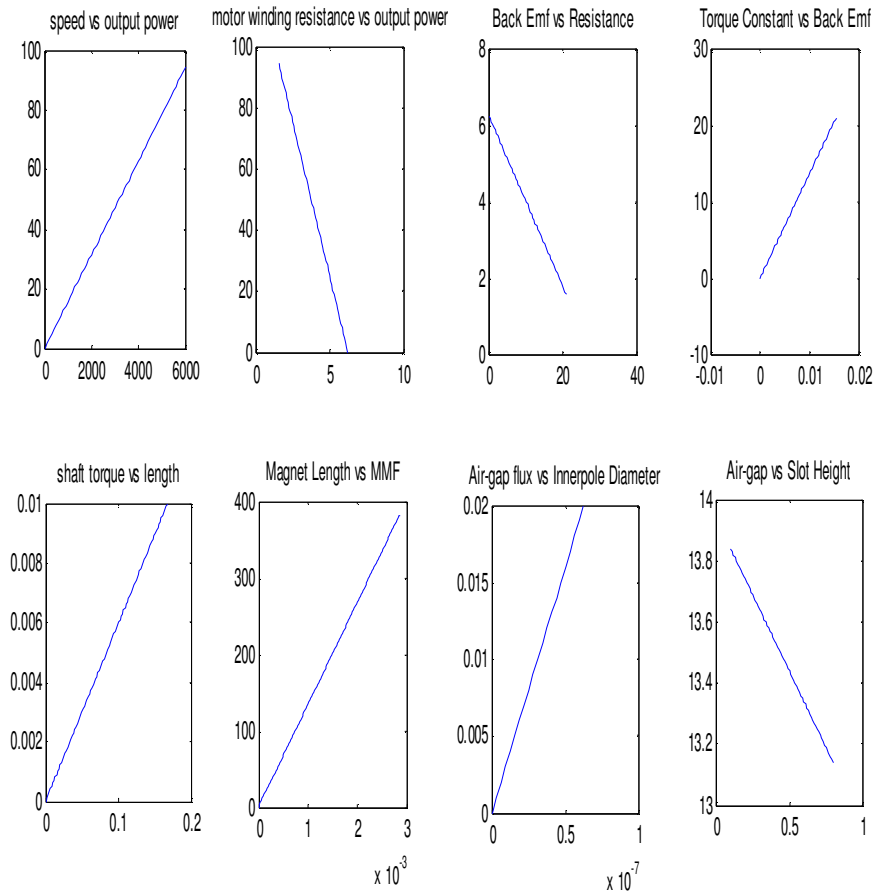 speed vs output power
100
80
60
40
20
0
0 2000 4000 6000
motor winding resistance vs output power
100
80
60
40
20
0
0 5 10
Back Emf vs Resistance
8
6
4
2
0
0 20 40
Torque Constant vs Back Emf
30
20
10
0
-10
-0.01 0 0.01 0.02
shaft torque vs length
0.01
0.008
0.006
0.004
0.002
0
0 0.1 0.2
Magnet Length vs MMF
400
300
200
100
0
0 1 2 3
x 10-3
Air-gap flux vs Innerpole Diameter
0.02
0.015
0.01
0.005
0
0 0.5 1
x 10-7
Air-gap vs Slot Height
14
13.8
13.6
13.4
13.2
13
0 0.5 1